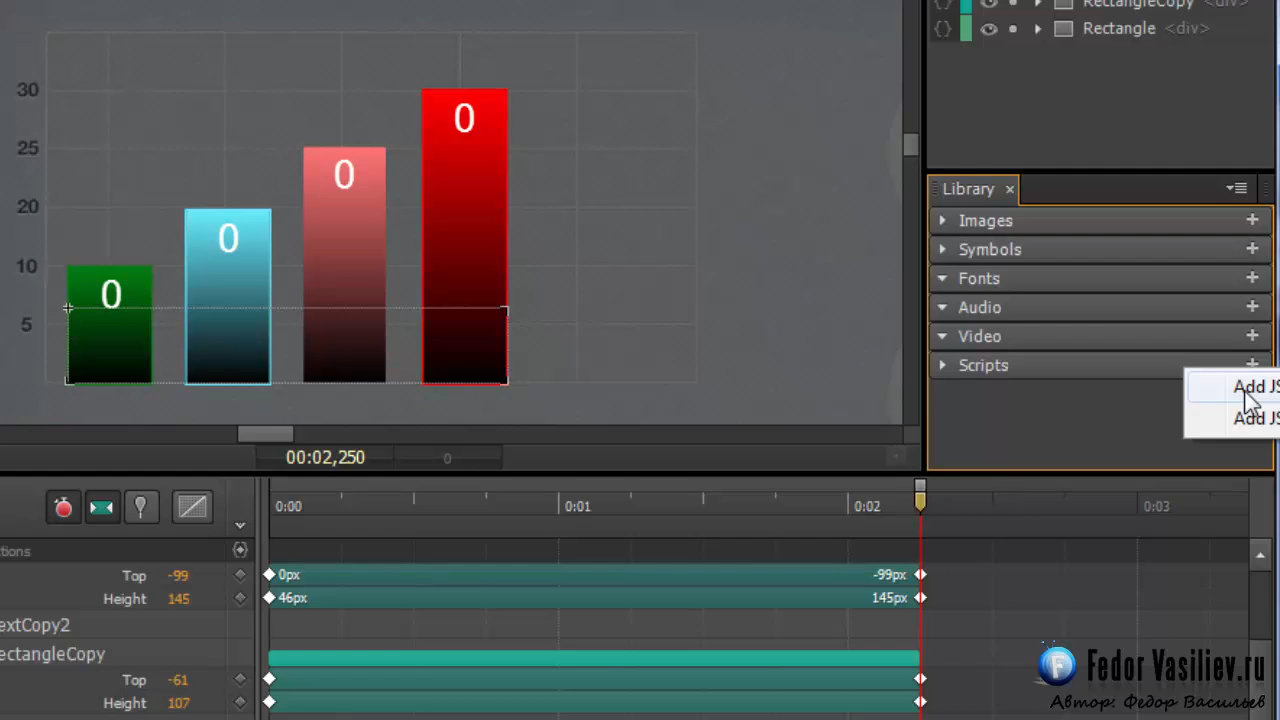 RectangleCopy <div>
{} Rectangle <div>
30
25
20
10
5
0
0
0
0
Library ×
Images +
Symbols +
Fonts +
Audio +
Video +
Scripts +
Add JS
Add JS
00:02,250
0
0:00
0:01
0:02
0:03
tions
Top -99
0px
-99px
Height 145
46px
145px
extCopy2
ectangleCopy
Top -61
Height 107
Fedor Vasiliev.ru
Автор: Федор Васильев